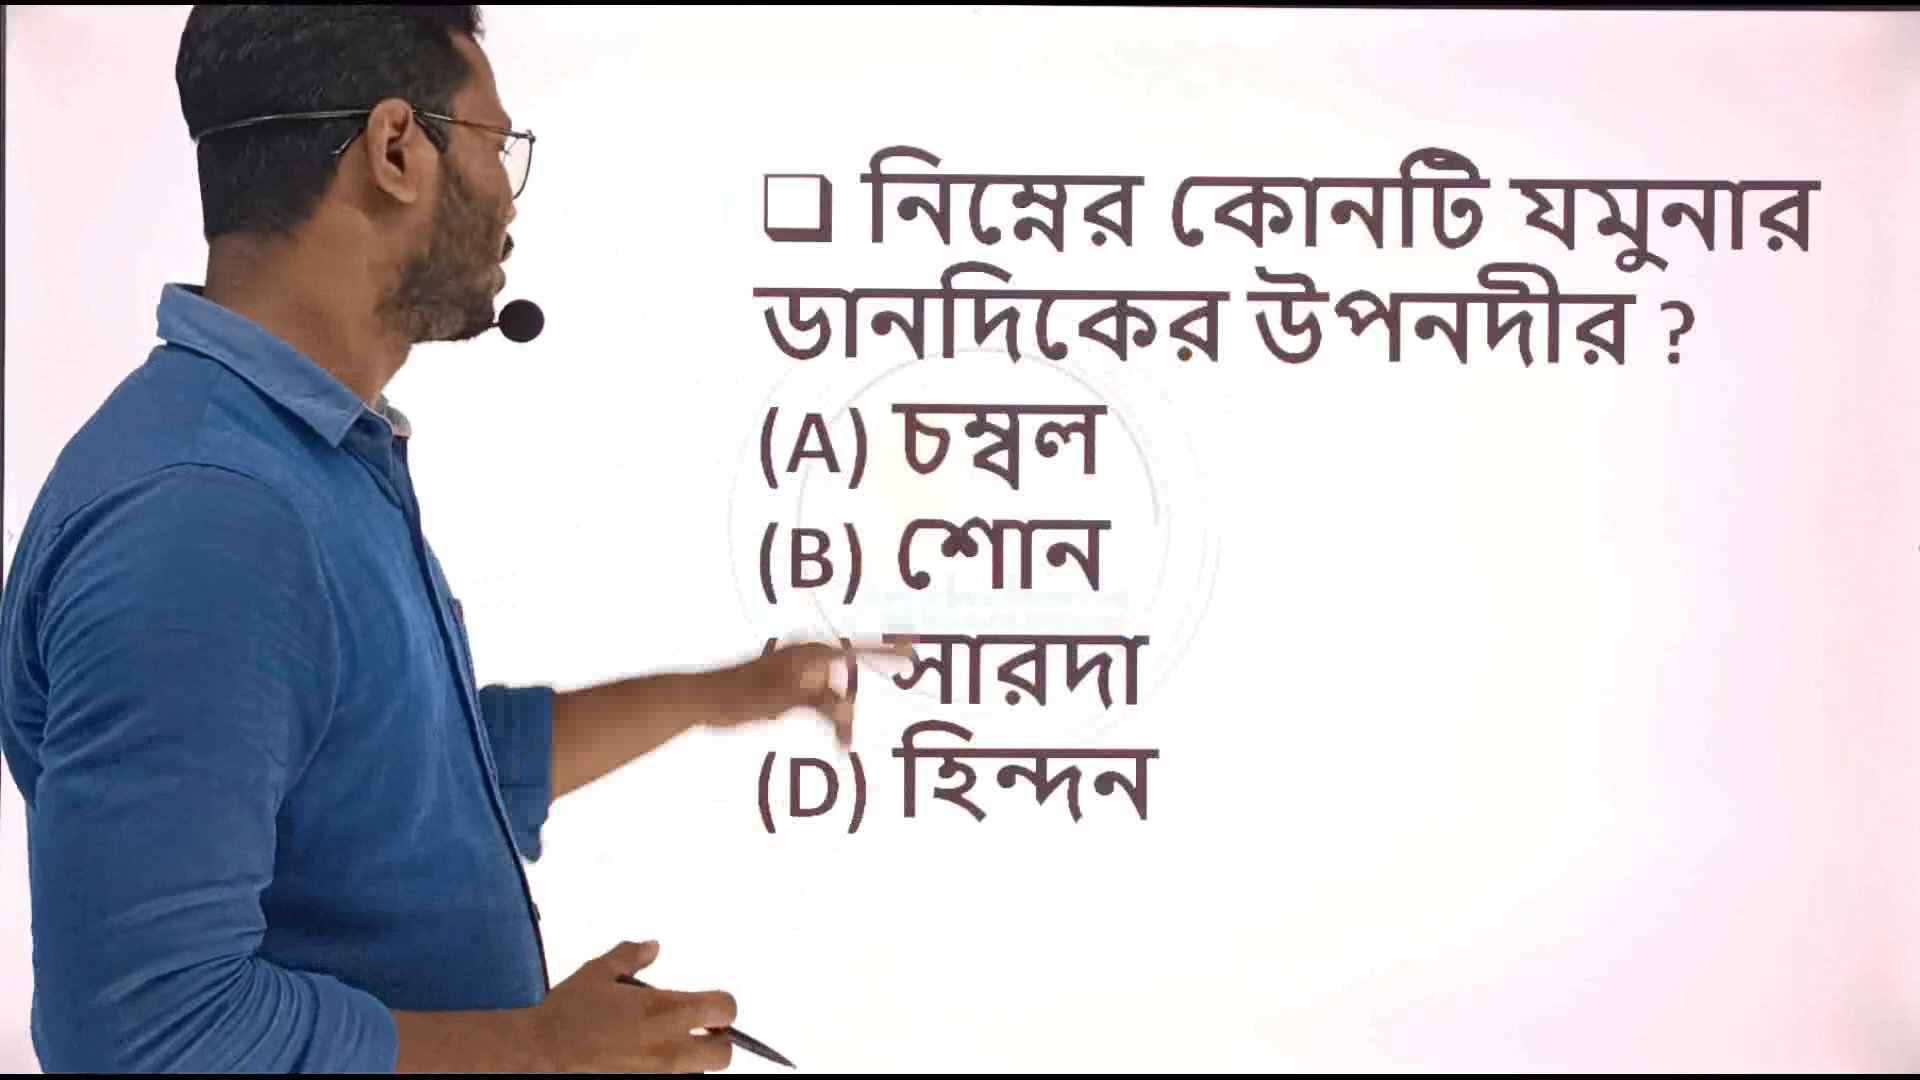 ❑ নিম্নের কোনটি যমুনার
ডানদিকের উপনদীর ?
(A) চম্বল
(B) শোন
) সারদা
(D) হিন্দন